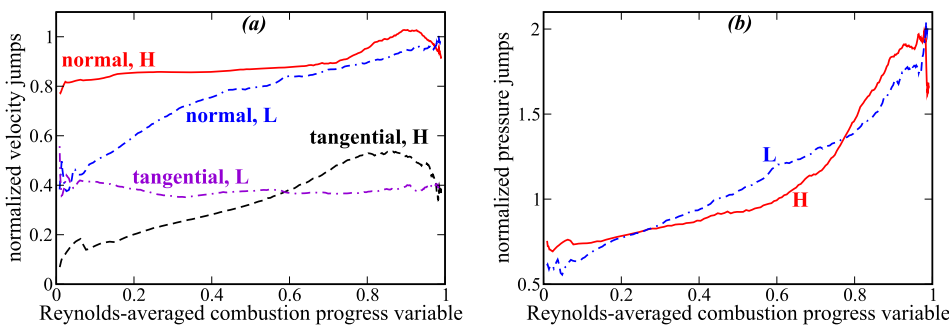 (a)
normalized velocity jumps
1
0.8
0.6
0.4
0.2
0
normal, H
normal, L
tangential, H
tangential, L
0 0.2 0.4 0.6 0.8 1
Reynolds-averaged combustion progress variable
(b)
normalized pressure jumps
2
1.5
1
0.5
L
H
0 0.2 0.4 0.6 0.8 1
Reynolds-averaged combustion progress variable